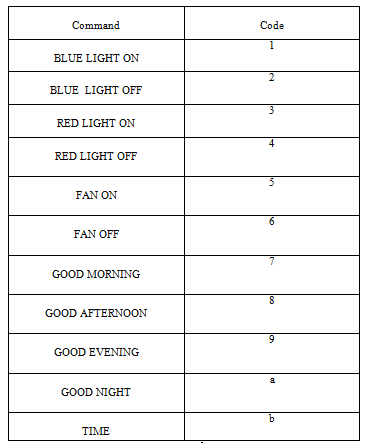 Command Code
BLUE LIGHT ON 1
BLUE LIGHT OFF 2
RED LIGHT ON 3
RED LIGHT OFF 4
FAN ON 5
FAN OFF 6
GOOD MORNING 7
GOOD AFTERNOON 8
GOOD EVENING 9
GOOD NIGHT a
TIME b